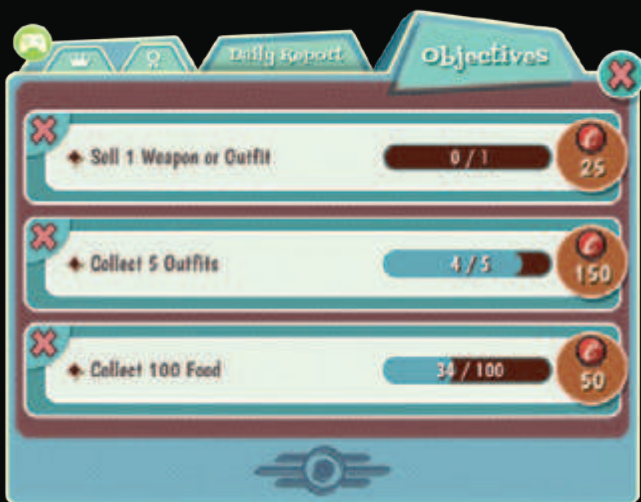 Daily Report
Objectives
Sell 1 Weapon or Outfit
0 / 1
25
Collect 5 Outfits
4 / 5
150
Collect 100 Food
34 / 100
50